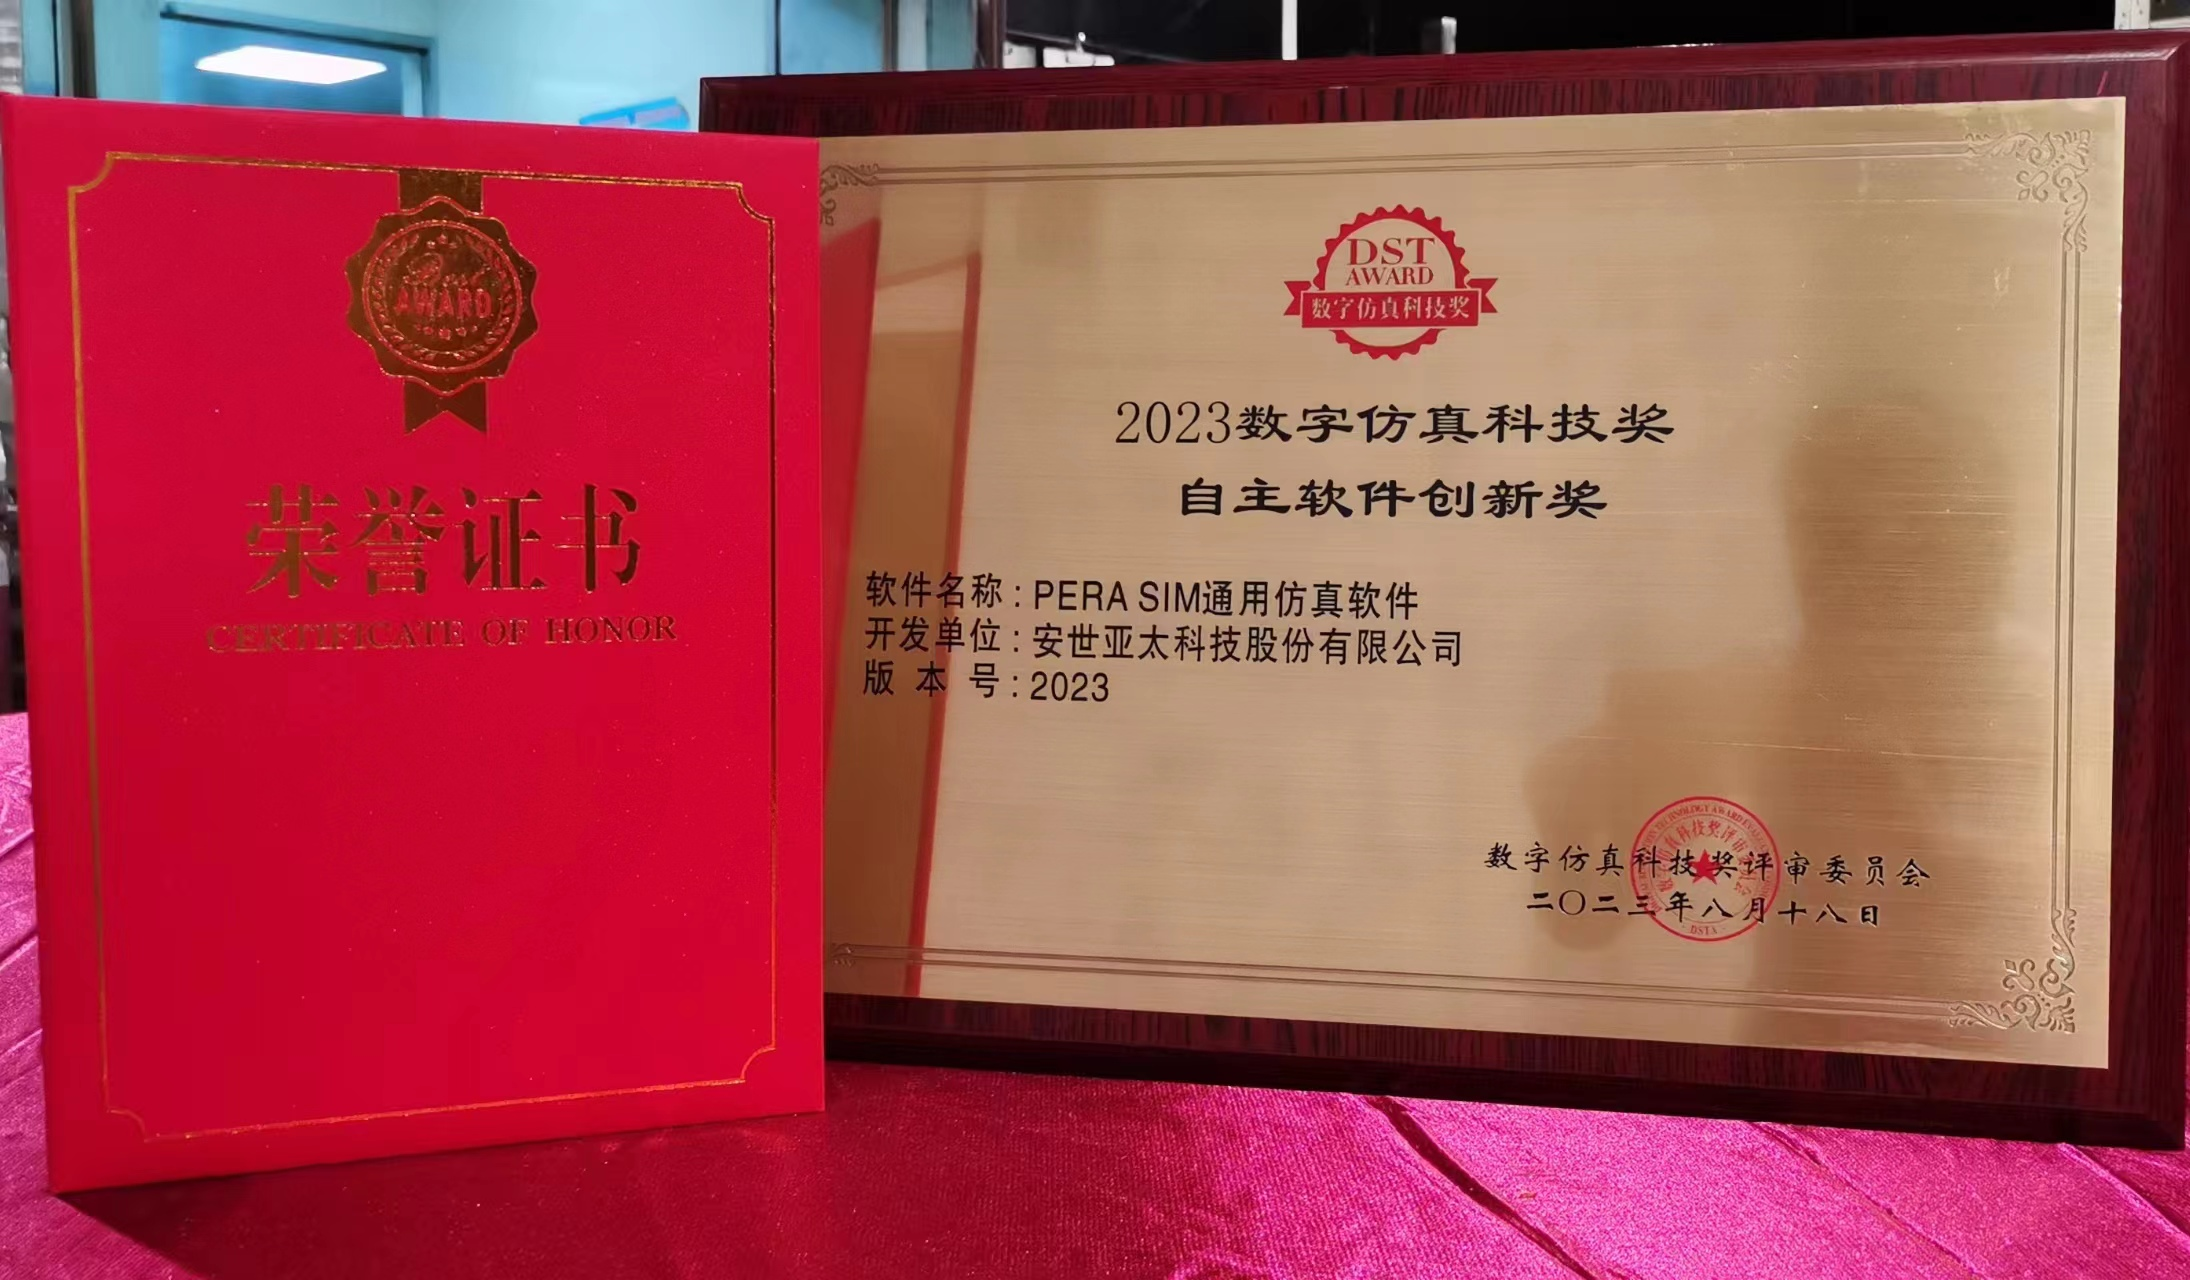 AWARD
荣誉证书
CERTIFICATE OF HONOR
DST
AWARD
数字仿真科技奖
2023数字仿真科技奖
自主软件创新奖
软件名称：PERA SIM通用仿真软件
开发单位：安世亚太科技股份有限公司
版本号：2023
数字仿真科技奖评审委员会
二〇二三年八月十八日
DSTA